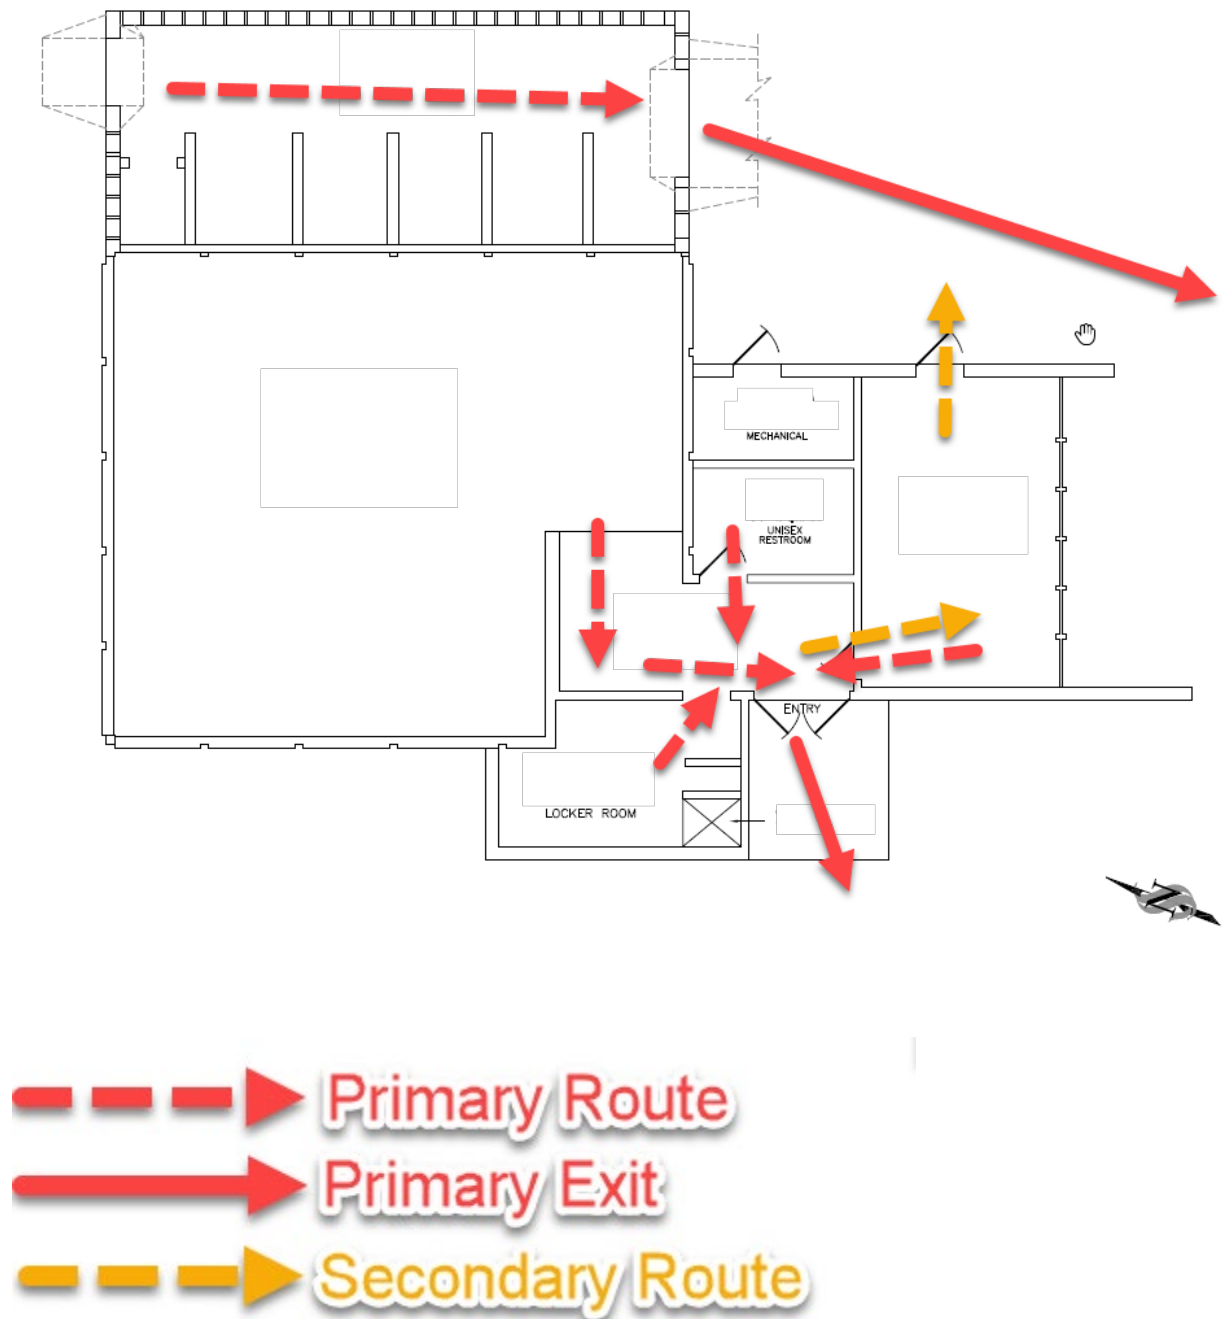 MECHANICAL
UNISEX
RESTROOM
ENTRY
LOCKER ROOM
N
Primary Route
Primary Exit
Secondary Route